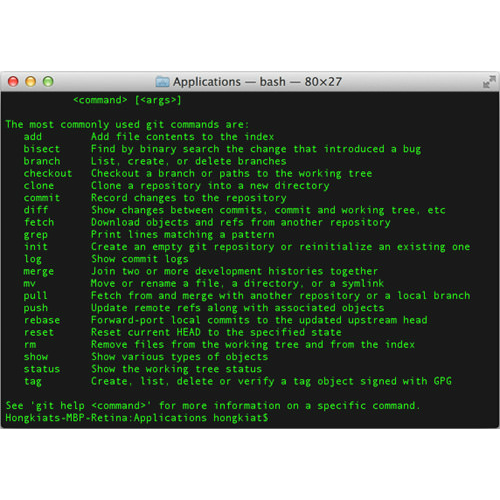 Applications — bash — 80×27
<command> [<args>]
The most commonly used git commands are:
add Add file contents to the index
bisect Find by binary search the change that introduced a bug
branch List, create, or delete branches
checkout Checkout a branch or paths to the working tree
clone Clone a repository into a new directory
commit Record changes to the repository
diff Show changes between commits, commit and working tree, etc
fetch Download objects and refs from another repository
grep Print lines matching a pattern
init Create an empty git repository or reinitialize an existing one
log Show commit logs
merge Join two or more development histories together
mv Move or rename a file, a directory, or a symlink
pull Fetch from and merge with another repository or a local branch
push Update remote refs along with associated objects
rebase Forward-port local commits to the updated upstream head
reset Reset current HEAD to the specified state
rm Remove files from the working tree and from the index
show Show various types of objects
status Show the working tree status
tag Create, list, delete or verify a tag object signed with GPG
See 'git help <command>' for more information on a specific command.
Hongkiats-MBP-Retina:Applications hongkiat$